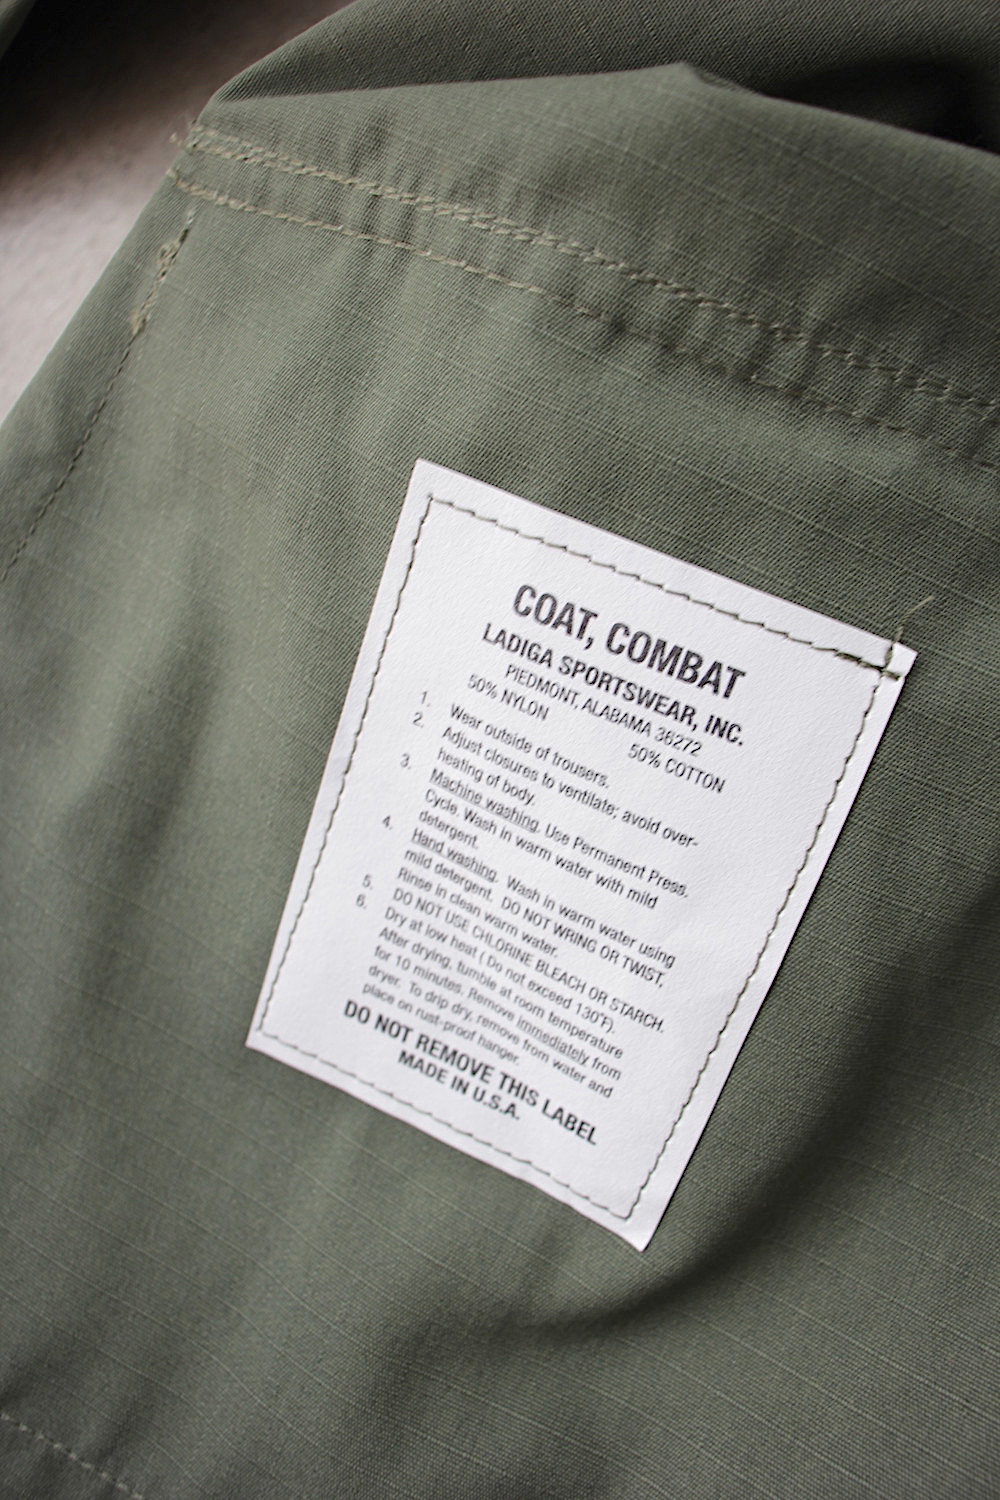 COAT, COMBAT
LADIGA SPORTSWEAR, INC.
PIEDMONT, ALABAMA 36272
50% NYLON 50% COTTON
1. Wear outside of trousers.
2. Adjust closures to ventilate; avoid over-
heating of body.
3. Machine washing. Use Permanent Press.
Cycle. Wash in warm water with mild
detergent.
4. Hand washing. Wash in warm water using
mild detergent. DO NOT WRING OR TWIST,
Rinse in clean warm water.
5. DO NOT USE CHLORINE BLEACH OR STARCH.
6. Dry at low heat ( Do not exceed 130°F).
After drying, tumble at room temperature
for 10 minutes. Remove immediately from
dryer. To drip dry, remove from water and
place on rust-proof hanger.
DO NOT REMOVE THIS LABEL
MADE IN U.S.A.